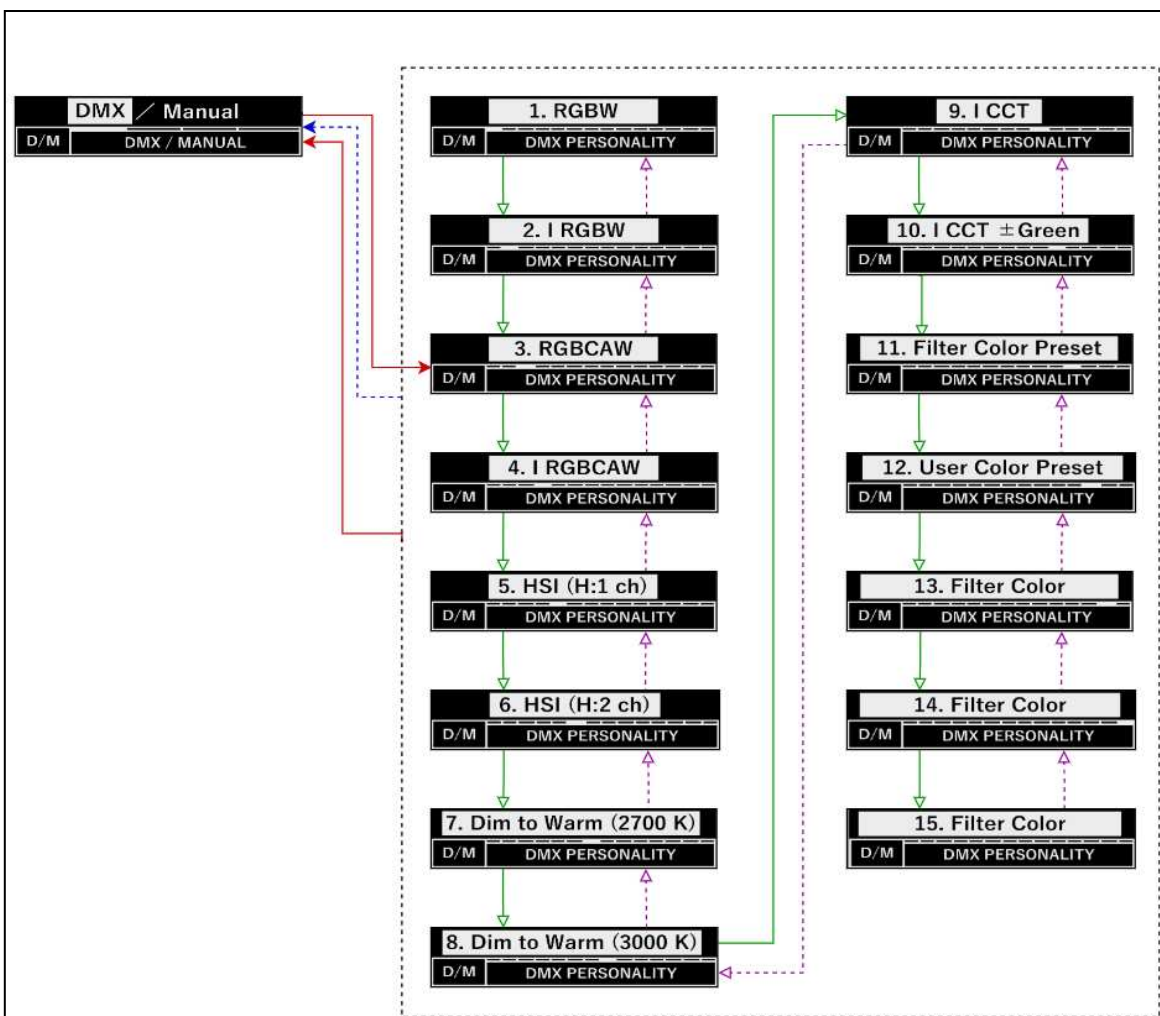 DMX / Manual
D/M DMX / MANUAL
1. RGBW
D/M DMX PERSONALITY
2. I RGBW
D/M DMX PERSONALITY
3. RGBCAW
D/M DMX PERSONALITY
4. I RGBCAW
D/M DMX PERSONALITY
5. HSI (H:1 ch)
D/M DMX PERSONALITY
6. HSI (H:2 ch)
D/M DMX PERSONALITY
7. Dim to Warm (2700 K)
D/M DMX PERSONALITY
8. Dim to Warm (3000 K)
D/M DMX PERSONALITY
9. I CCT
D/M DMX PERSONALITY
10. I CCT ±Green
D/M DMX PERSONALITY
11. Filter Color Preset
D/M DMX PERSONALITY
12. User Color Preset
D/M DMX PERSONALITY
13. Filter Color
D/M DMX PERSONALITY
14. Filter Color
D/M DMX PERSONALITY
15. Filter Color
D/M DMX PERSONALITY